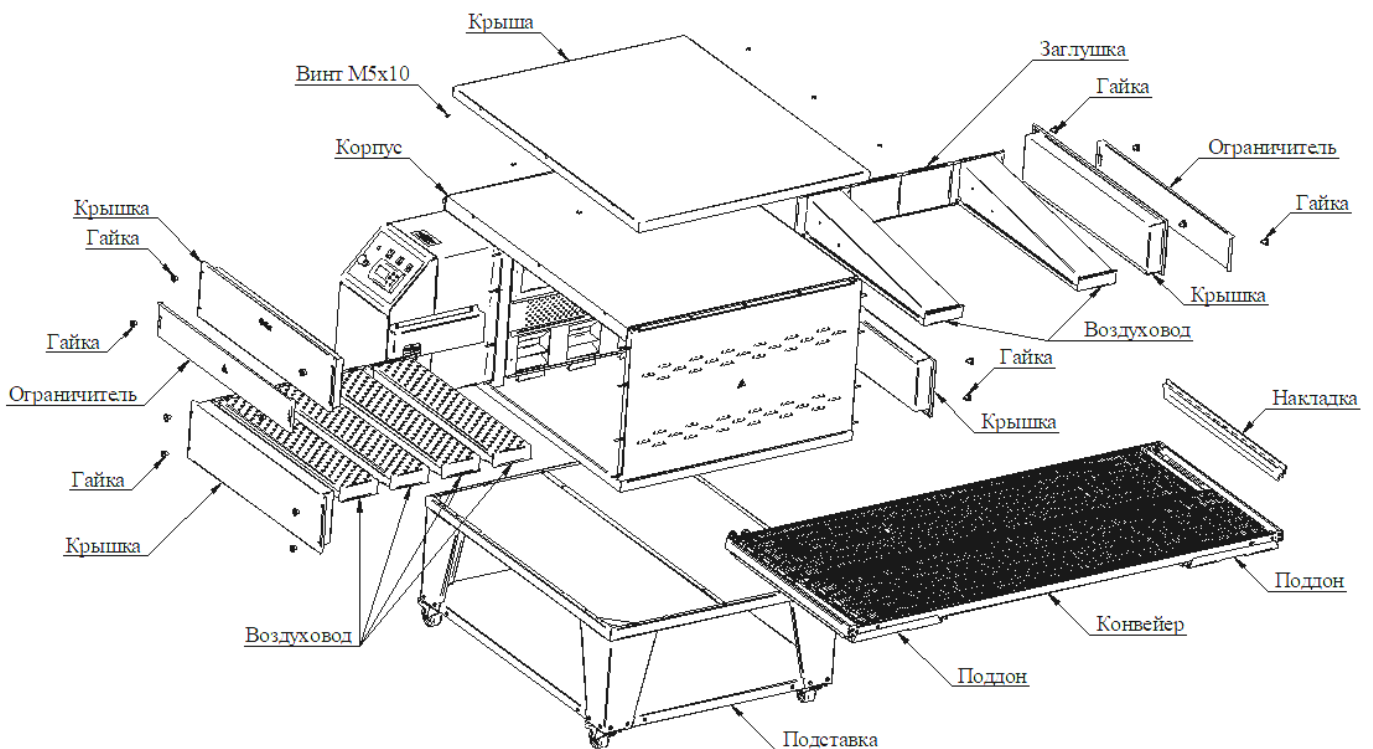 Крыша
Заглушка
Винт М5х10
Гайка
Корпус
Ограничитель
Крышка
Гайка
Гайка
Крышка
Воздуховод
Гайка
Гайка
Ограничитель
Накладка
Крышка
Гайка
Крышка
Поддон
Конвейер
Воздуховод
Поддон
Подставка